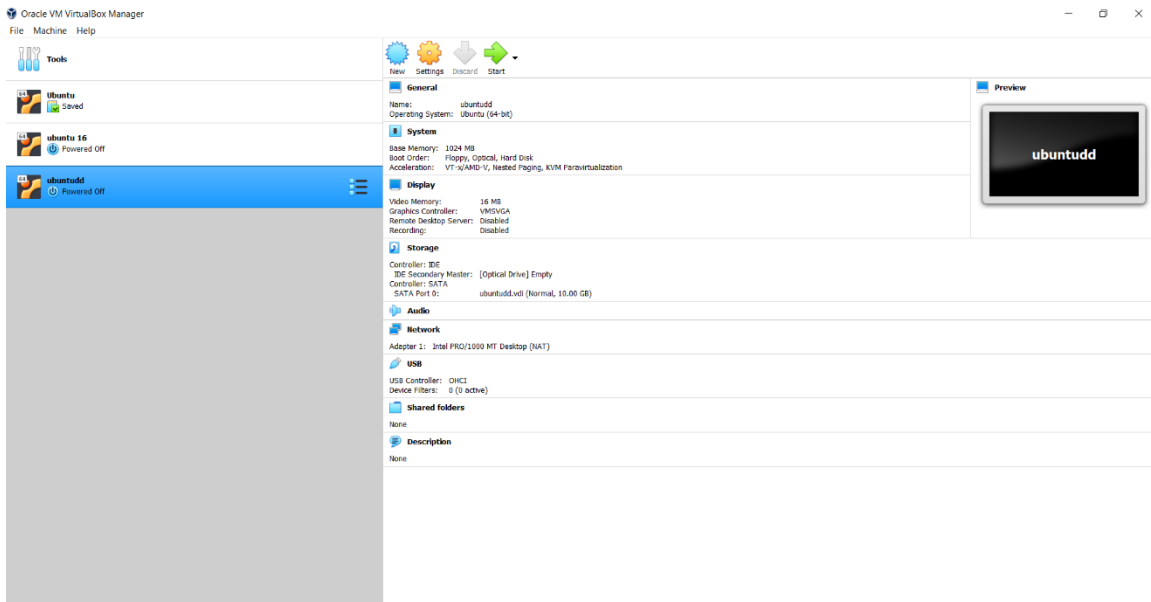 Oracle VM VirtualBox Manager
File Machine Help
Tools
64 Ubuntu
Saved
64 ubuntu 16
Powered Off
64 ubuntudd
Powered Off
New Settings Discard Start
General
Name: ubuntudd
Operating System: Ubuntu (64-bit)
System
Base Memory: 1024 MB
Boot Order: Floppy, Optical, Hard Disk
Acceleration: VT-x/AMD-V, Nested Paging, KVM Paravirtualization
Display
Video Memory: 16 MB
Graphics Controller: VMSVGA
Remote Desktop Server: Disabled
Recording: Disabled
Storage
Controller: IDE
IDE Secondary Master: [Optical Drive] Empty
Controller: SATA
SATA Port 0: ubuntudd.vdi (Normal, 10.00 GB)
Audio
Network
Adapter 1: Intel PRO/1000 MT Desktop (NAT)
USB
USB Controller: OHCI
Device Filters: 0 (0 active)
Shared folders
None
Description
None
Preview
ubuntudd